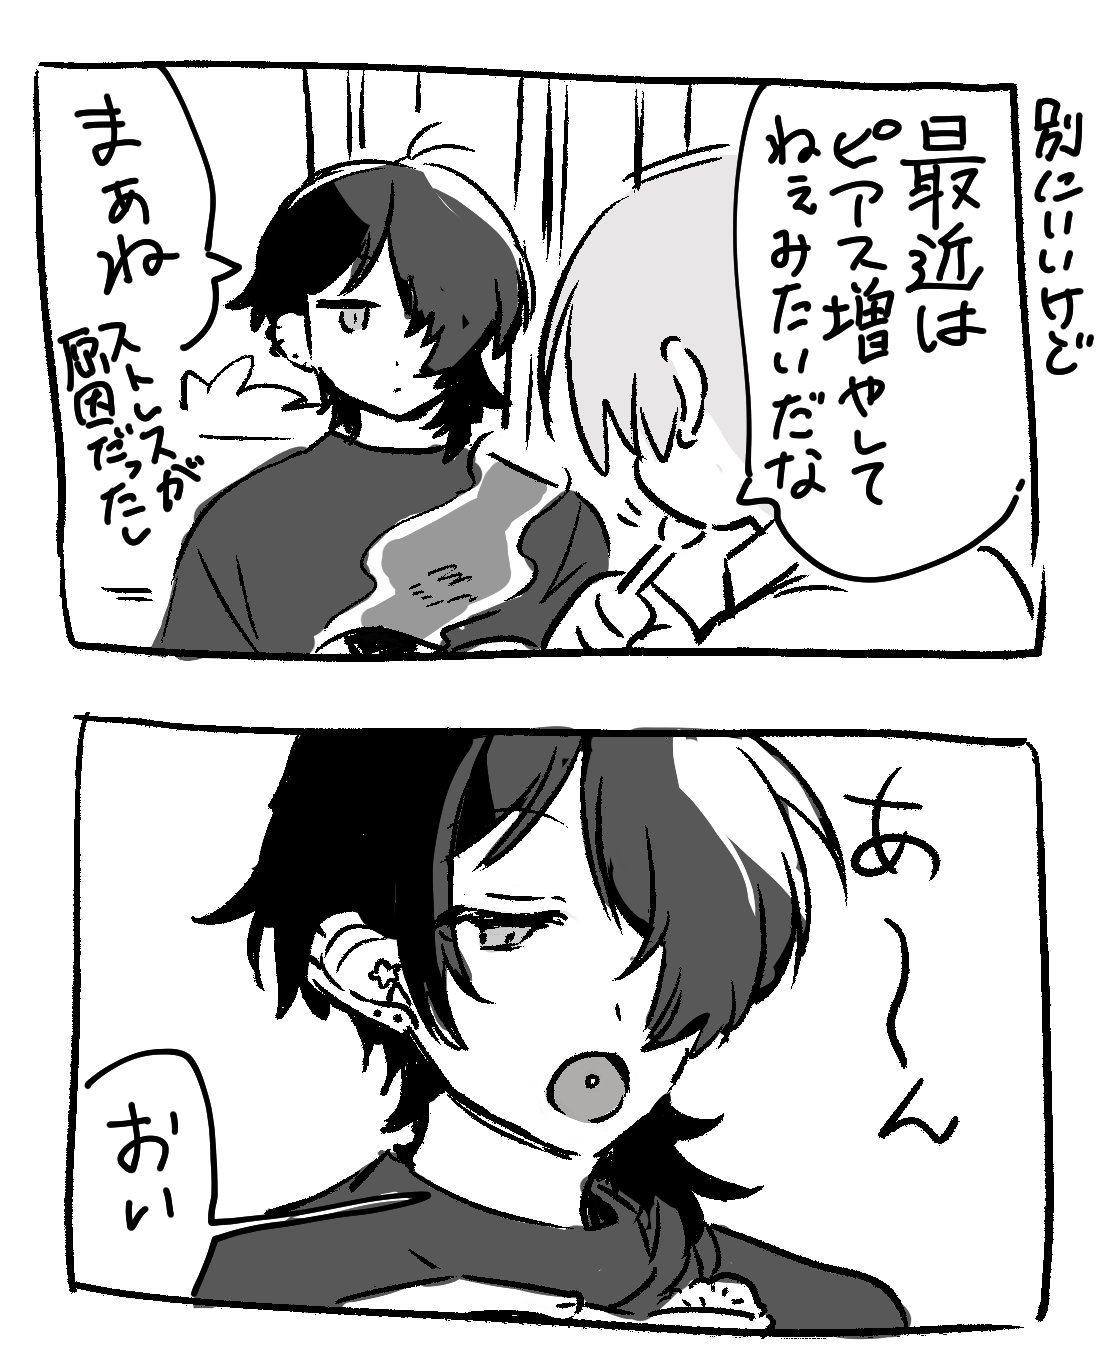 別にいいけど
最近は
ピアス増やして
ねぇみたいだな
まぁね
ストレスが
原因だったし
あ〜ん
おい